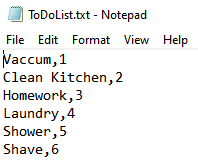 ToDoList.txt - Notepad
File Edit Format View Help
Vaccum,1
Clean Kitchen,2
Homework,3
Laundry,4
Shower,5
Shave,6